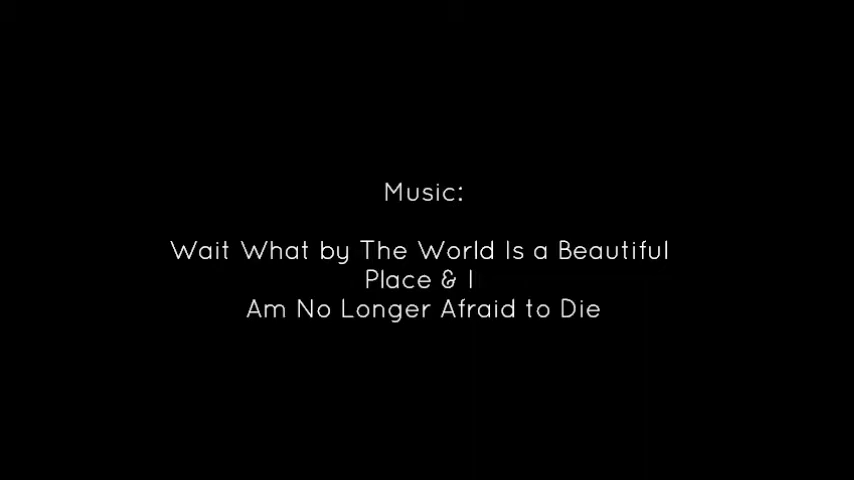 Music:
Wait What by The World Is a Beautiful
Place & I
Am No Longer Afraid to Die